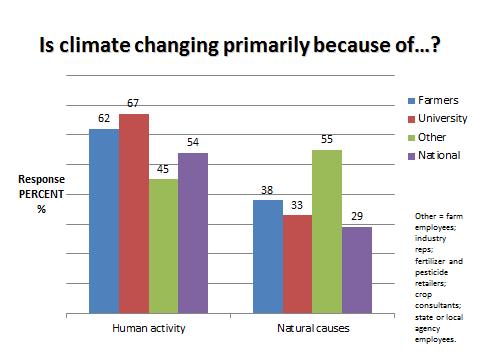 Is climate changing primarily because of...?
67
62
54
45
55
38
33
29
Response
PERCENT
%
Human activity
Natural causes
Farmers
University
Other
National
Other = farm
employees;
industry
reps;
fertilizer and
pesticide
retailers;
crop
consultants;
state or local
agency
employees.